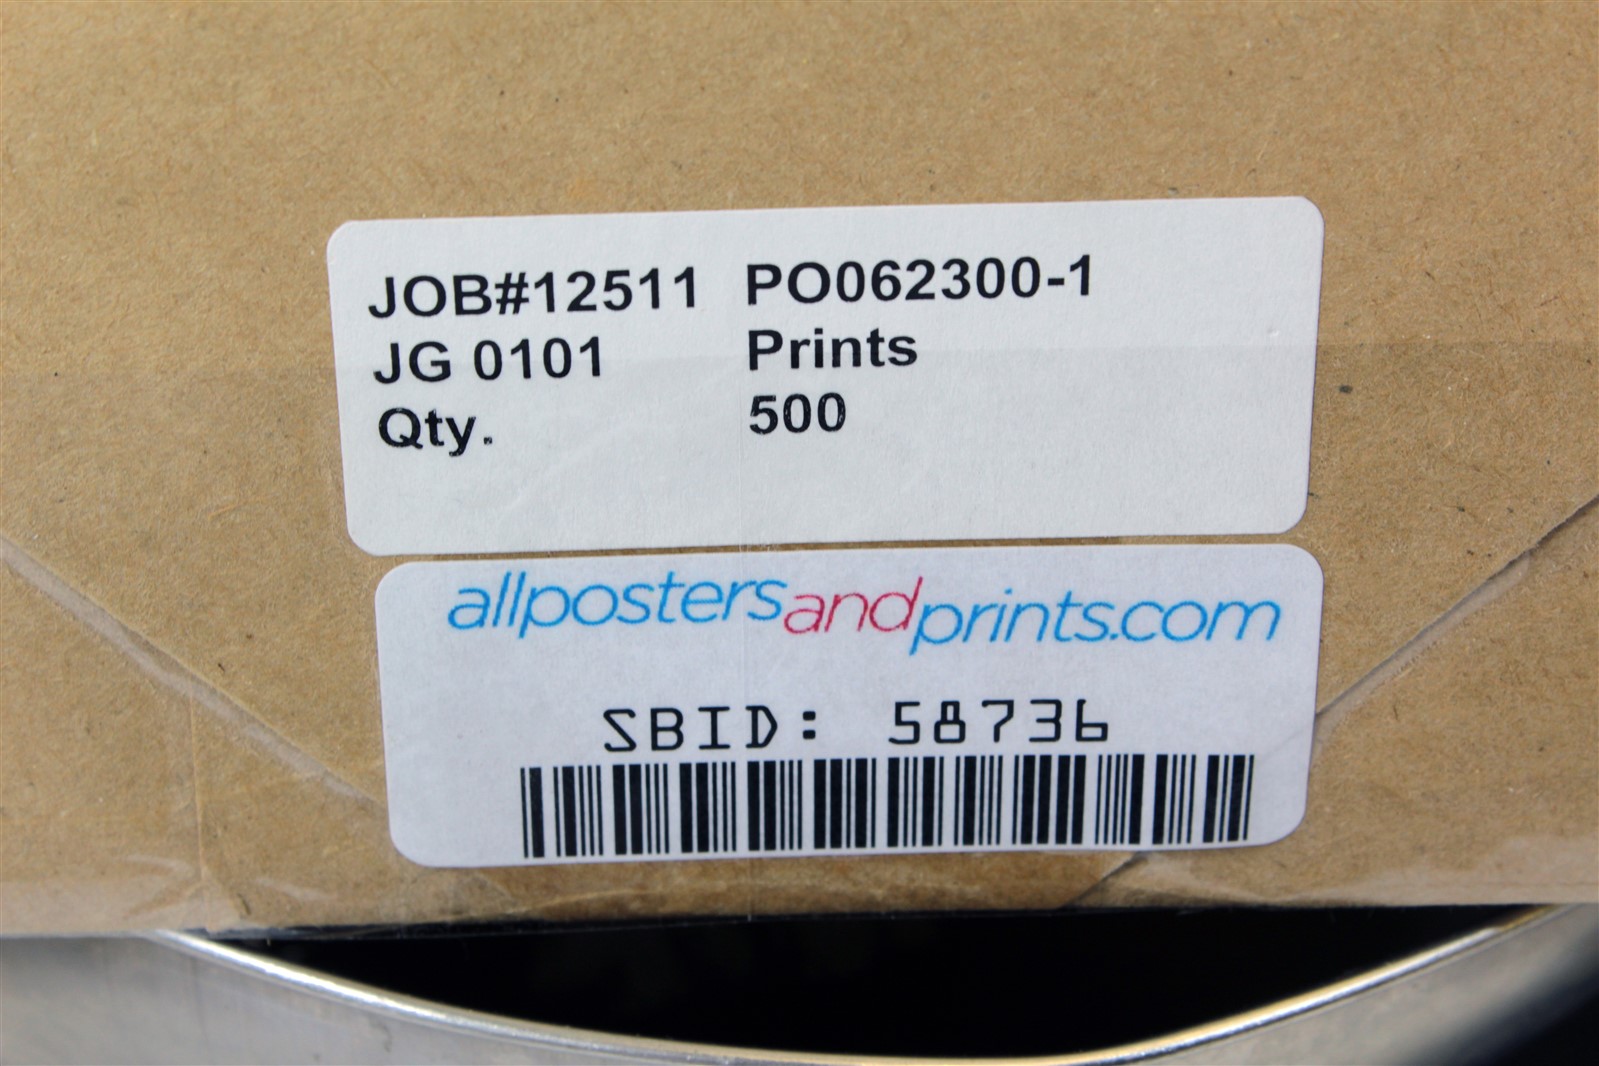 JOB#12511 PO062300-1
JG 0101 Prints
Qty. 500
allpostersandprints.com
SBID: 58736